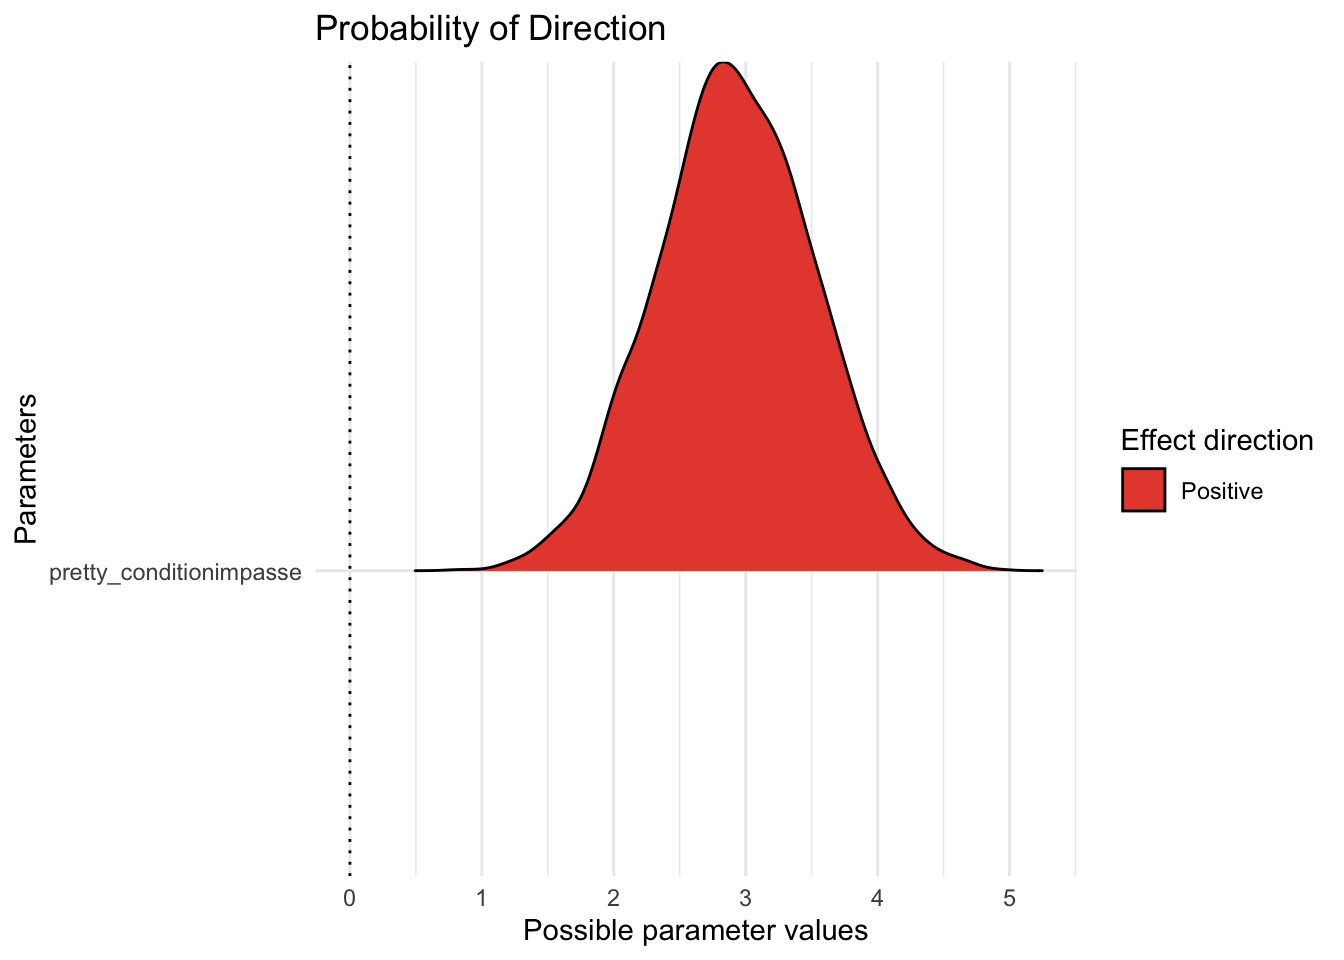 Probability of Direction
Parameters
pretty_conditionimpasse
Effect direction
Positive
0 1 2 3 4 5
Possible parameter values